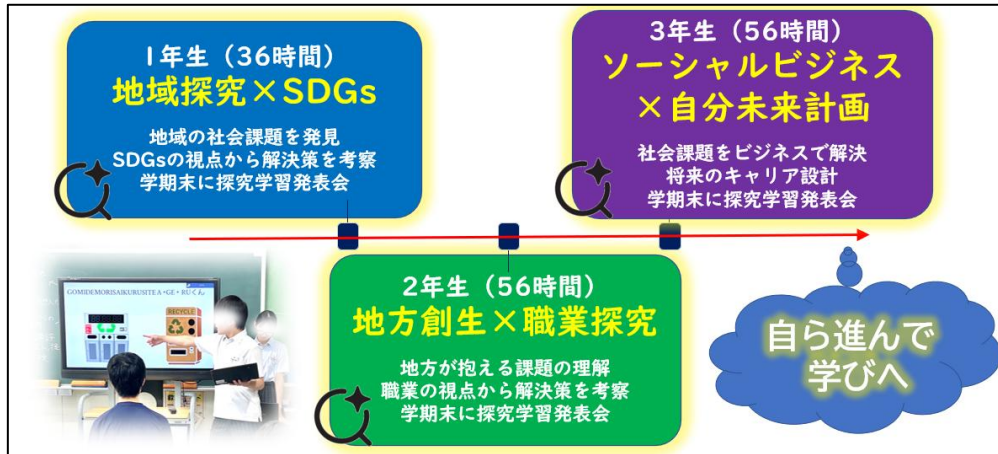 1年生（36時間）
地域探究×SDGs
地域の社会課題を発見
SDGsの視点から解決策を考察
学期末に探究学習発表会
2年生（56時間）
地方創生×職業探究
地方が抱える課題の理解
職業の視点から解決策を考察
学期末に探究学習発表会
3年生（56時間）
ソーシャルビジネス
×自分未来計画
社会課題をビジネスで解決
将来のキャリア設計
学期末に探究学習発表会
自ら進んで
学びへ
GOMIDEMORISAIKURUSITE A・GE・RUくん
RECYCLE